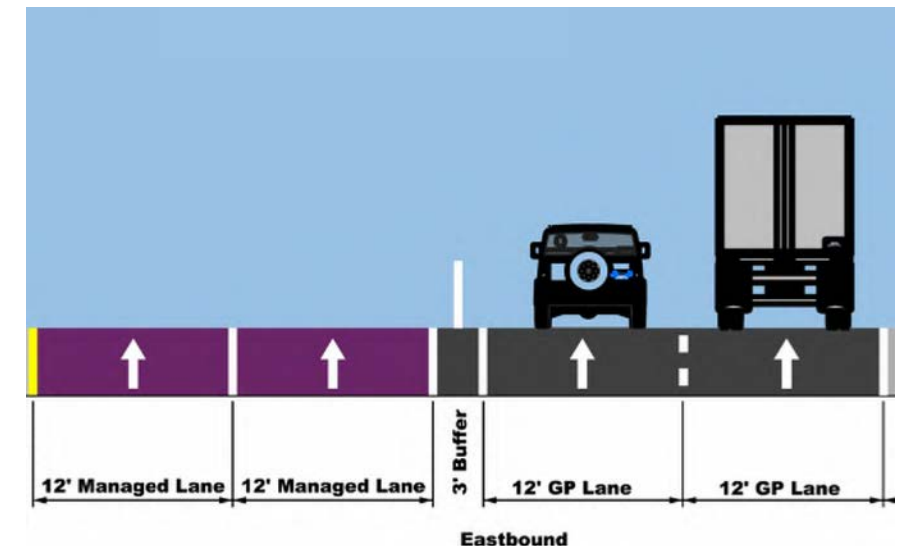 12' Managed Lane
12' Managed Lane
3' Buffer
12' GP Lane
12' GP Lane
Eastbound